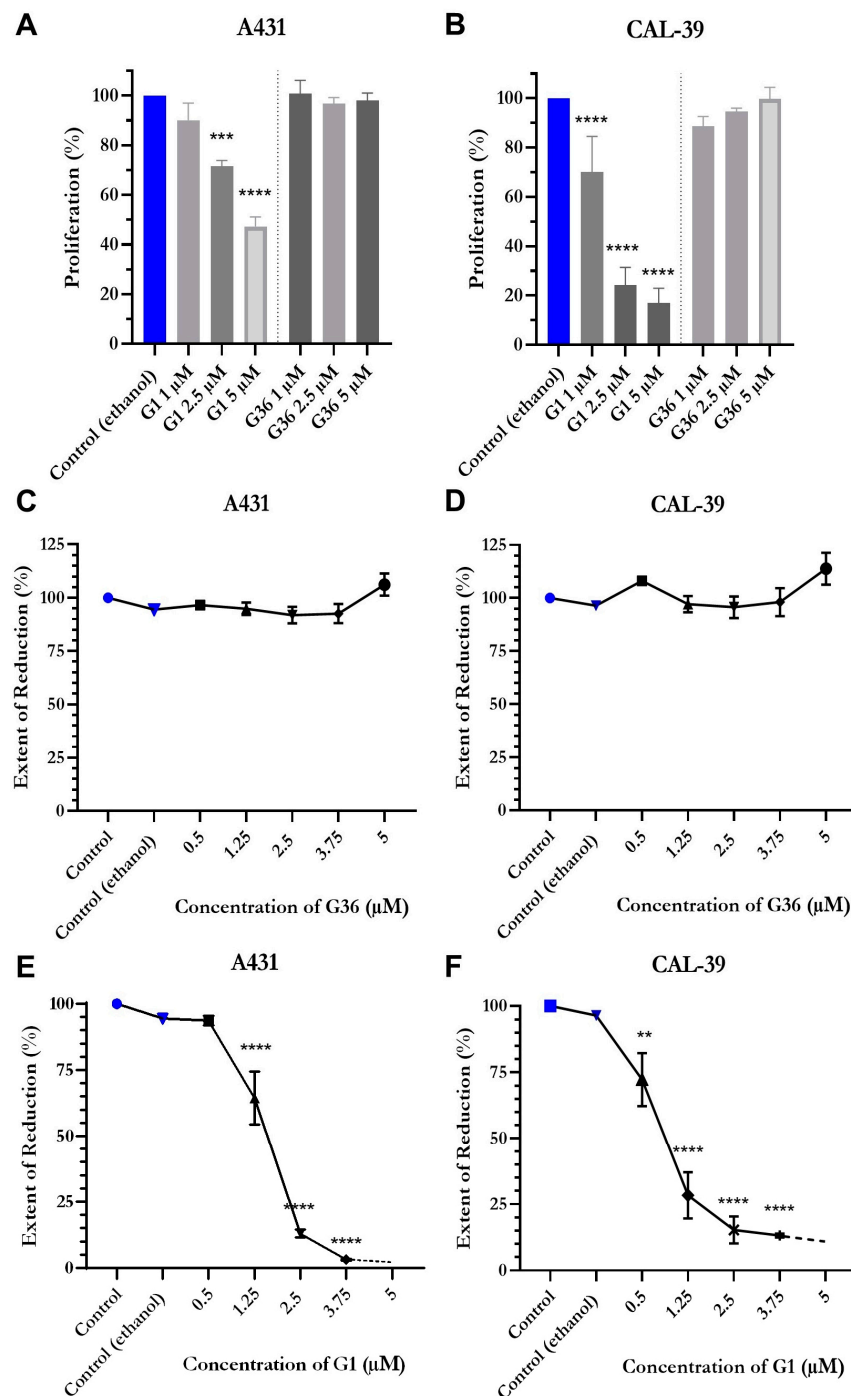 A
A431
Proliferation (%)
100
80
60
40
20
0
***
****
Control (ethanol)
G1 1 µM
G1 2.5 µM
G1 5 µM
G36 1 µM
G36 2.5 µM
G36 5 µM
B
CAL-39
Proliferation (%)
100
80
60
40
20
0
****
****
****
Control (ethanol)
G1 1 µM
G1 2.5 µM
G1 5 µM
G36 1 µM
G36 2.5 µM
G36 5 µM
C
A431
Extent of Reduction (%)
125
100
75
50
25
0
Control
Control (ethanol)
0.5
1.25
2.5
3.75
5
Concentration of G36 (µM)
D
CAL-39
Extent of Reduction (%)
125
100
75
50
25
0
Control
Control (ethanol)
0.5
1.25
2.5
3.75
5
Concentration of G36 (µM)
E
A431
Extent of Reduction (%)
100
75
50
25
0
****
****
****
Control
Control (ethanol)
0.5
1.25
2.5
3.75
5
Concentration of G1 (µM)
F
CAL-39
Extent of Reduction (%)
100
75
50
25
0
**
****
****
****
Control
Control (ethanol)
0.5
1.25
2.5
3.75
5
Concentration of G1 (µM)